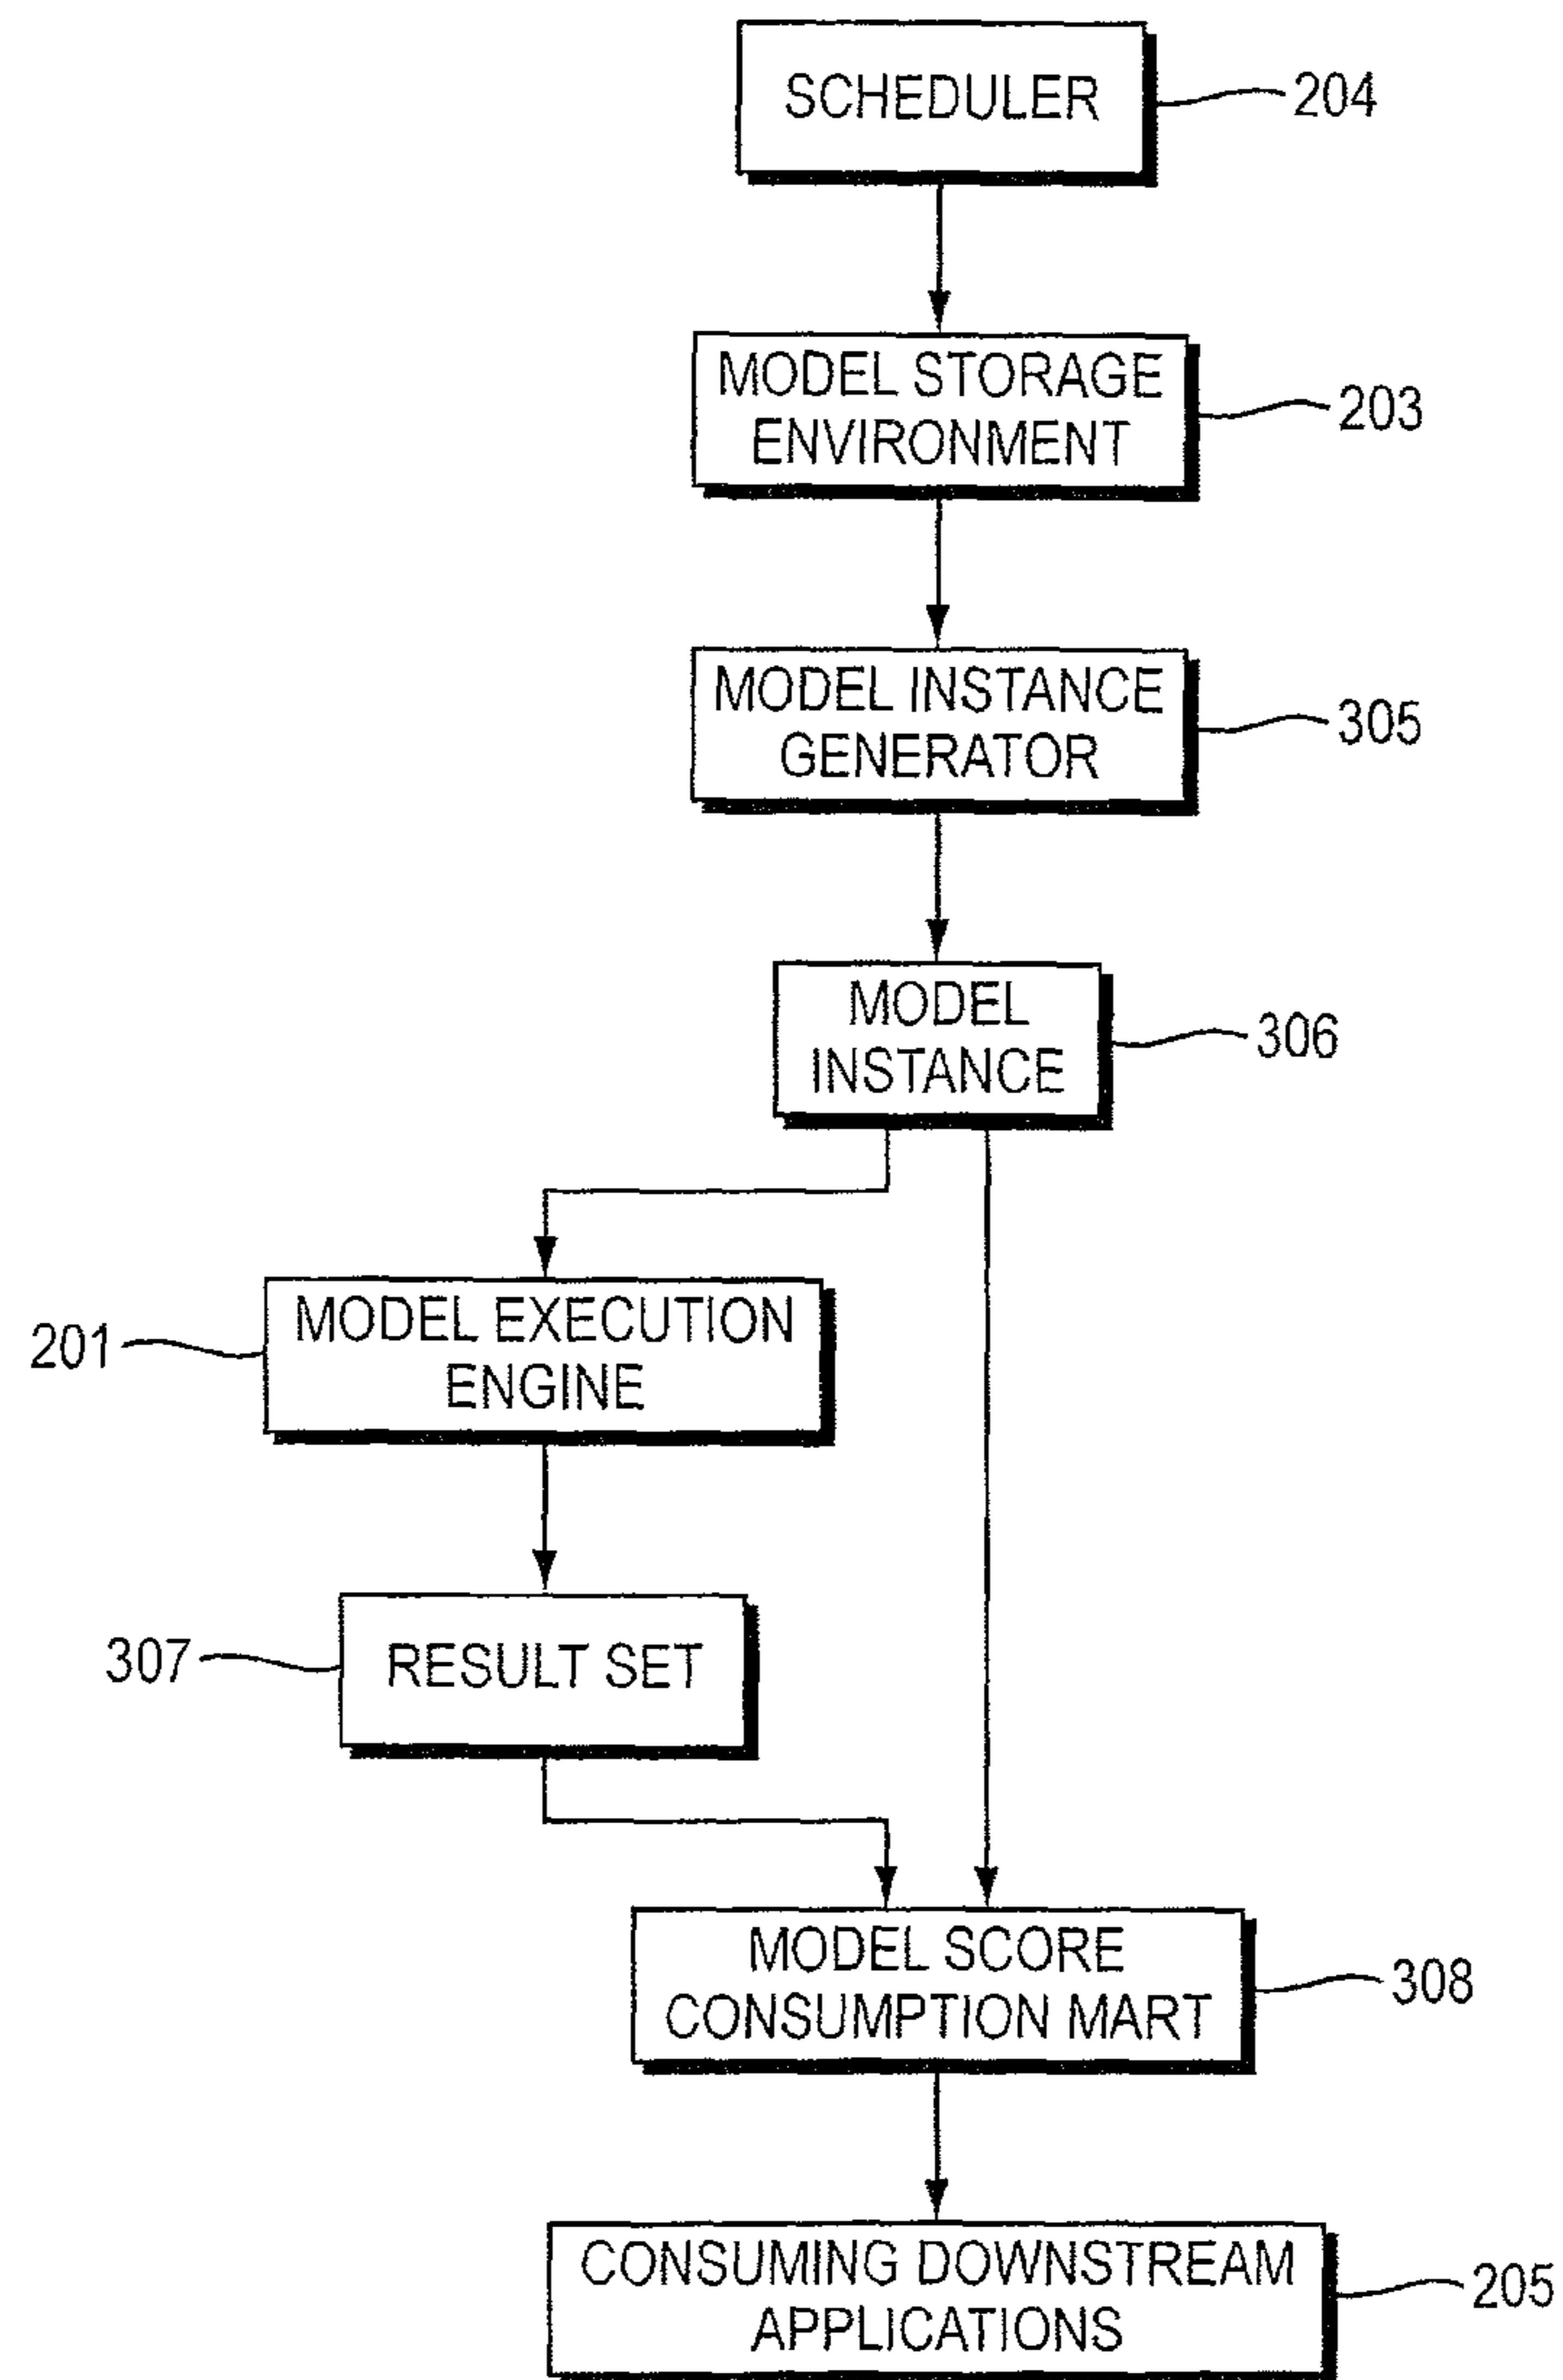 SCHEDULER
204
MODEL STORAGE
ENVIRONMENT
203
MODEL INSTANCE
GENERATOR
305
MODEL
INSTANCE
306
MODEL EXECUTION
ENGINE
201
RESULT SET
307
MODEL SCORE
CONSUMPTION MART
308
CONSUMING DOWNSTREAM
APPLICATIONS
205